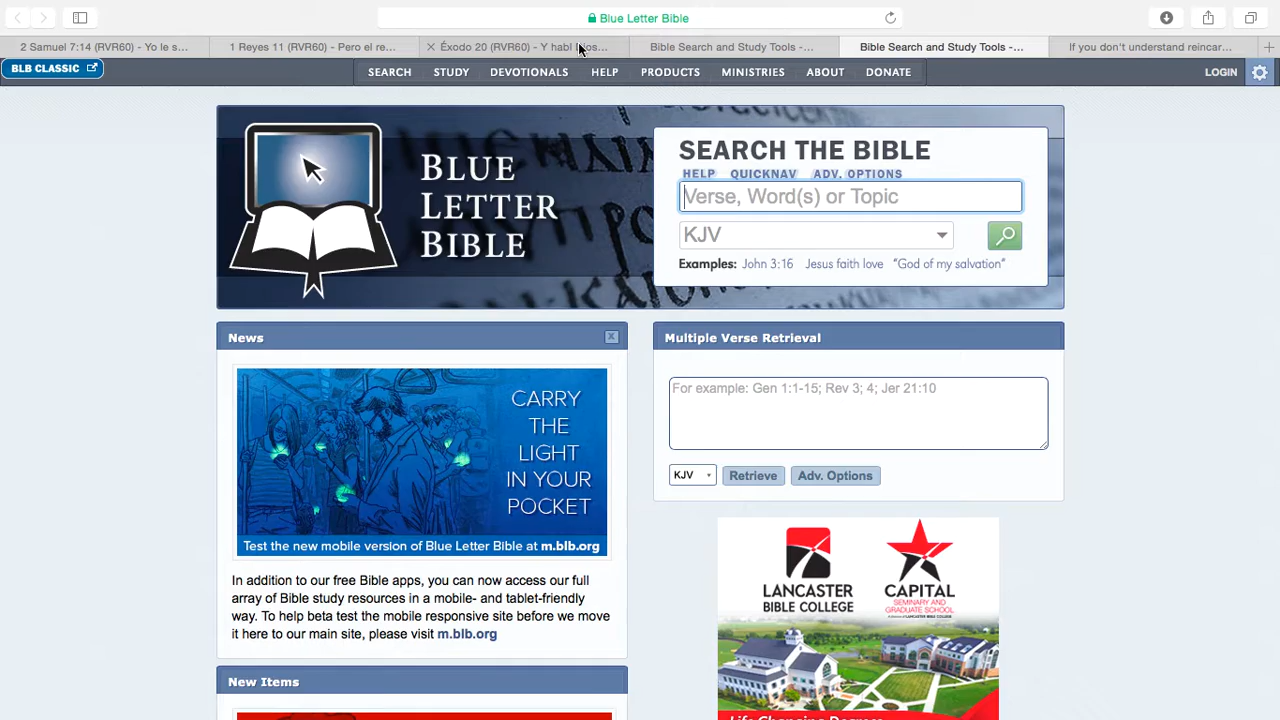 Blue Letter Bible
2 Samuel 7:14 (RVR60) - Yo le s...
1 Reyes 11 (RVR60) - Pero el re...
Éxodo 20 (RVR60) - Y habl
os...
Bible Search and Study Tools -...
Bible Search and Study Tools -...
If you don't understand reincar...
BLB CLASSIC
SEARCH STUDY DEVOTIONALS HELP PRODUCTS MINISTRIES ABOUT DONATE
LOGIN
BLUE
LETTER
BIBLE
SEARCH THE BIBLE
HELP QUICKNAV ADV. OPTIONS
Verse, Word(s) or Topic
KJV
Examples: John 3:16 Jesus faith love "God of my salvation"
News
CARRY
THE
LIGHT
IN YOUR
POCKET
Test the new mobile version of Blue Letter Bible at m.blb.org
In addition to our free Bible apps, you can now access our full
array of Bible study resources in a mobile- and tablet-friendly
way. To help beta test the mobile responsive site before we move
it here to our main site, please visit m.blb.org
New Items
Multiple Verse Retrieval
For example: Gen 1:1-15; Rev 3; 4; Jer 21:10
KJV Retrieve Adv. Options
LANCASTER
BIBLE COLLEGE
CAPITAL
SEMINARY AND
GRADUATE SCHOOL
Life Changing Degrees